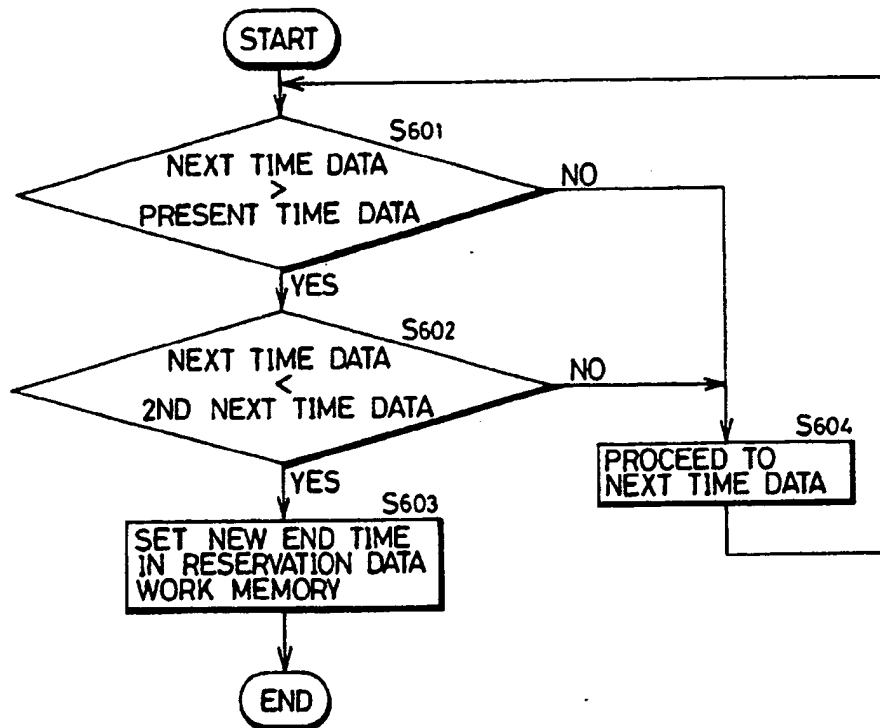 START
S601
NEXT TIME DATA
>
PRESENT TIME DATA
NO
YES
S602
NEXT TIME DATA
<
2ND NEXT TIME DATA
NO
YES
S604
PROCEED TO
NEXT TIME DATA
S603
SET NEW END TIME
IN RESERVATION DATA
WORK MEMORY
END